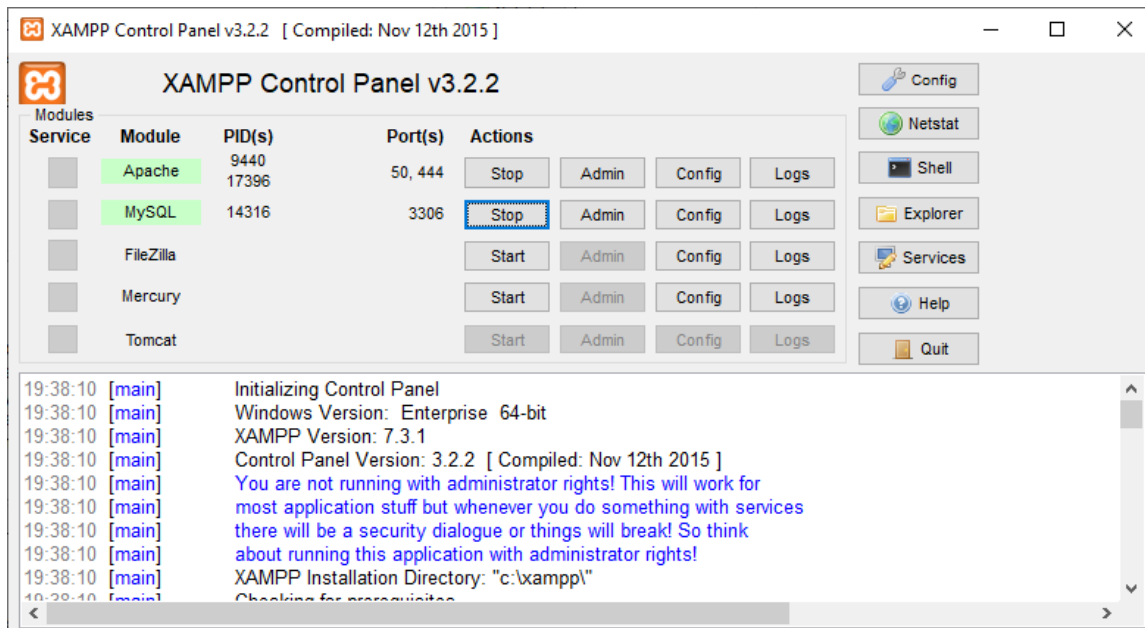 XAMPP Control Panel v3.2.2 [ Compiled: Nov 12th 2015 ]
XAMPP Control Panel v3.2.2
Config
Netstat
Shell
Explorer
Services
Help
Quit
Modules
Service Module PID(s) Port(s) Actions
Apache 9440 17396 50, 444 Stop Admin Config Logs
MySQL 14316 3306 Stop Admin Config Logs
FileZilla Start Admin Config Logs
Mercury Start Admin Config Logs
Tomcat Start Admin Config Logs
19:38:10 [main] Initializing Control Panel
19:38:10 [main] Windows Version: Enterprise 64-bit
19:38:10 [main] XAMPP Version: 7.3.1
19:38:10 [main] Control Panel Version: 3.2.2 [ Compiled: Nov 12th 2015 ]
19:38:10 [main] You are not running with administrator rights! This will work for
19:38:10 [main] most application stuff but whenever you do something with services
19:38:10 [main] there will be a security dialogue or things will break! So think
19:38:10 [main] about running this application with administrator rights!
19:38:10 [main] XAMPP Installation Directory: "c:\xampp\"
19:38:10 [main] Checking for prerequisites